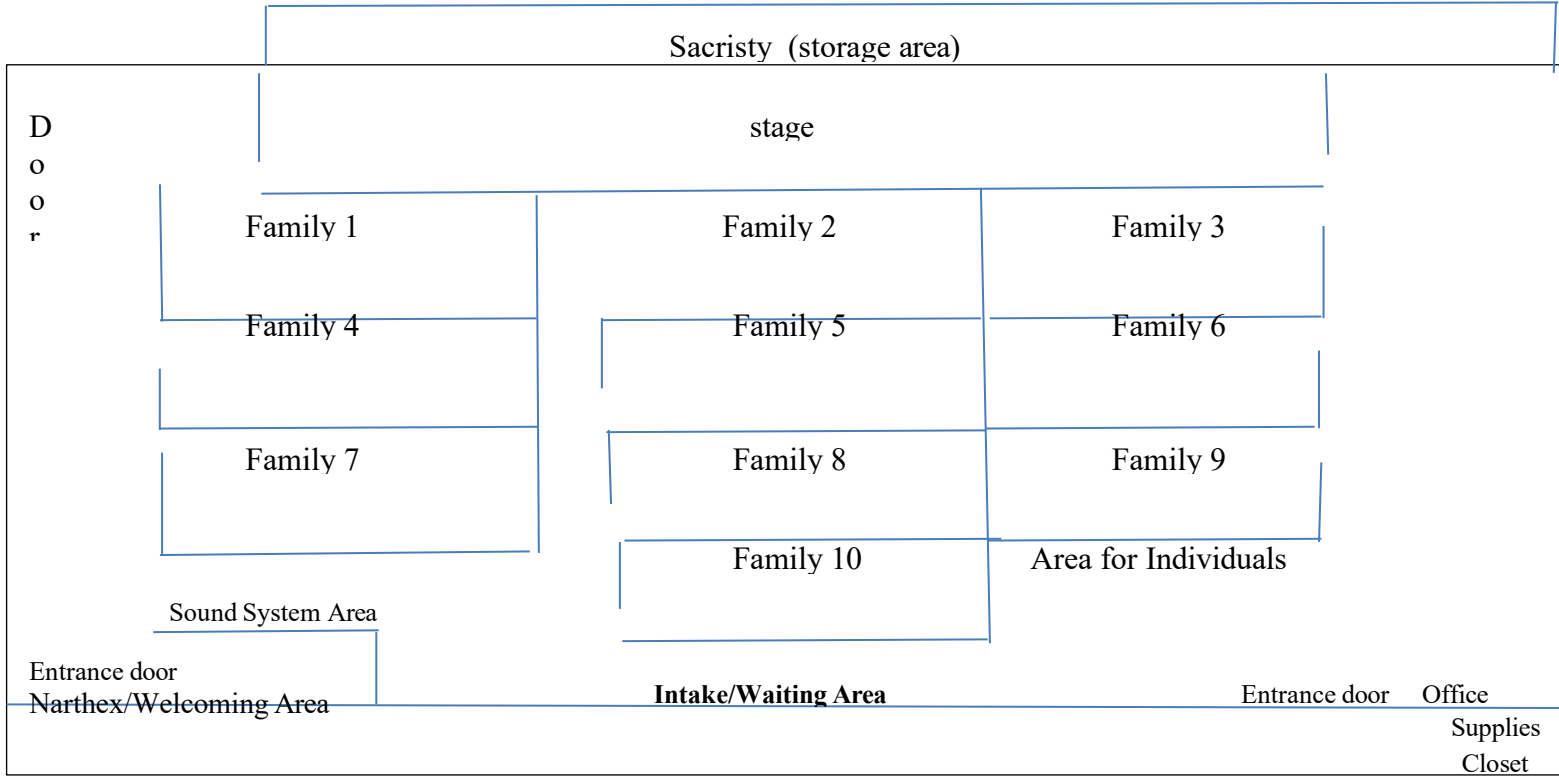 Sacristy (storage area)
stage
D
o
o
r
Family 1 Family 2 Family 3
Family 4 Family 5 Family 6
Family 7 Family 8 Family 9
Family 10 Area for Individuals
Sound System Area
Entrance door
Narthex/Welcoming Area Intake/Waiting Area Entrance door Office
Supplies
Closet